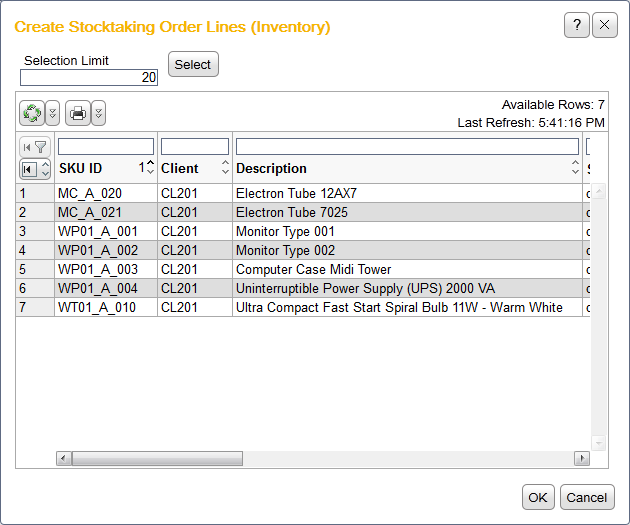 Create Stocktaking Order Lines (Inventory)
?
Selection Limit
20
Select
Available Rows: 7
Last Refresh: 5:41:16 PM
SKU ID 1 Client Description
1 MC_A_020 CL201 Electron Tube 12AX7
2 MC_A_021 CL201 Electron Tube 7025
3 WP01_A_001 CL201 Monitor Type 001
4 WP01_A_002 CL201 Monitor Type 002
5 WP01_A_003 CL201 Computer Case Midi Tower
6 WP01_A_004 CL201 Uninterruptible Power Supply (UPS) 2000 VA
7 WT01_A_010 CL201 Ultra Compact Fast Start Spiral Bulb 11W - Warm White
OK Cancel